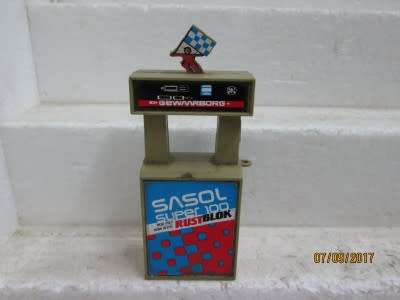 GEWAARBORG
SASOL
Super 100
RUSTBLOK
07/09/2017